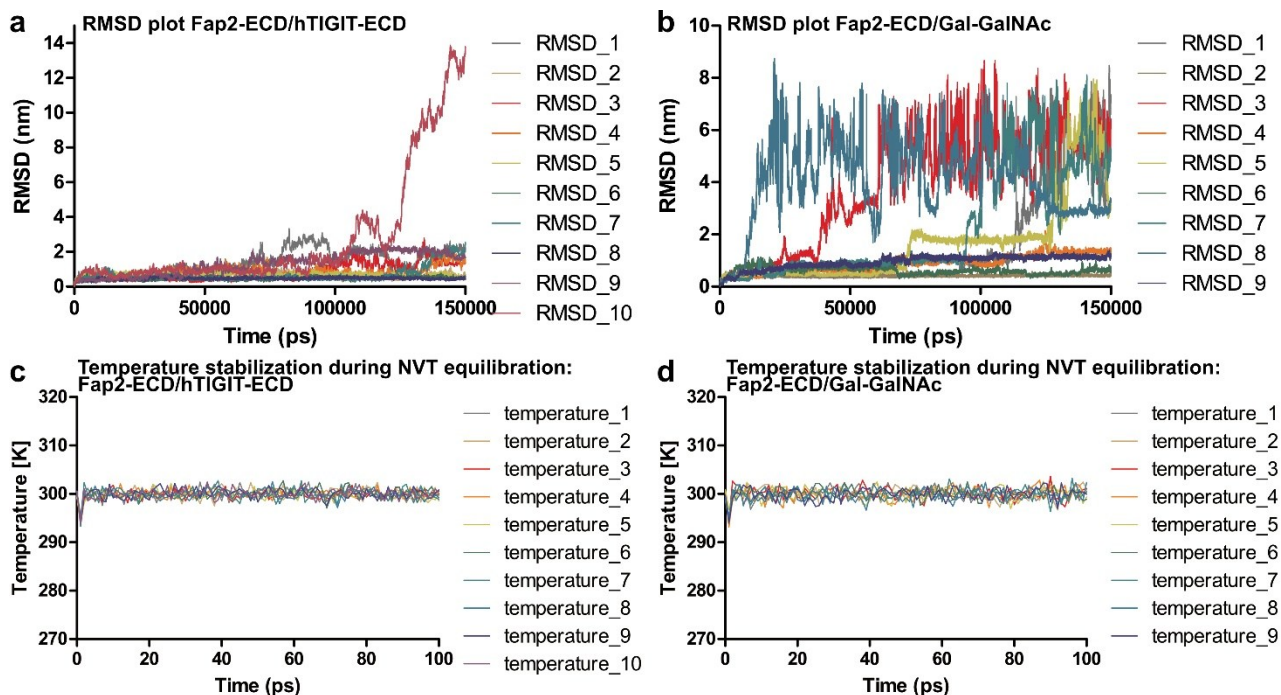 a
RMSD plot Fap2-ECD/hTIGIT-ECD
RMSD (nm)
14
12
10
8
6
4
2
0
0
50000
100000
150000
Time (ps)
RMSD_1
RMSD_2
RMSD_3
RMSD_4
RMSD_5
RMSD_6
RMSD_7
RMSD_8
RMSD_9
RMSD_10
b
RMSD plot Fap2-ECD/Gal-GalNAc
RMSD (nm)
10
8
6
4
2
0
0
50000
100000
150000
Time (ps)
RMSD_1
RMSD_2
RMSD_3
RMSD_4
RMSD_5
RMSD_6
RMSD_7
RMSD_8
RMSD_9
c
Temperature stabilization during NVT equilibration:
Fap2-ECD/hTIGIT-ECD
Temperature [K]
320
310
300
290
280
270
0
20
40
60
80
100
Time (ps)
temperature_1
temperature_2
temperature_3
temperature_4
temperature_5
temperature_6
temperature_7
temperature_8
temperature_9
temperature_10
d
Temperature stabilization during NVT equilibration:
Fap2-ECD/Gal-GalNAc
Temperature [K]
320
310
300
290
280
270
0
20
40
60
80
100
Time (ps)
temperature_1
temperature_2
temperature_3
temperature_4
temperature_5
temperature_6
temperature_7
temperature_8
temperature_9